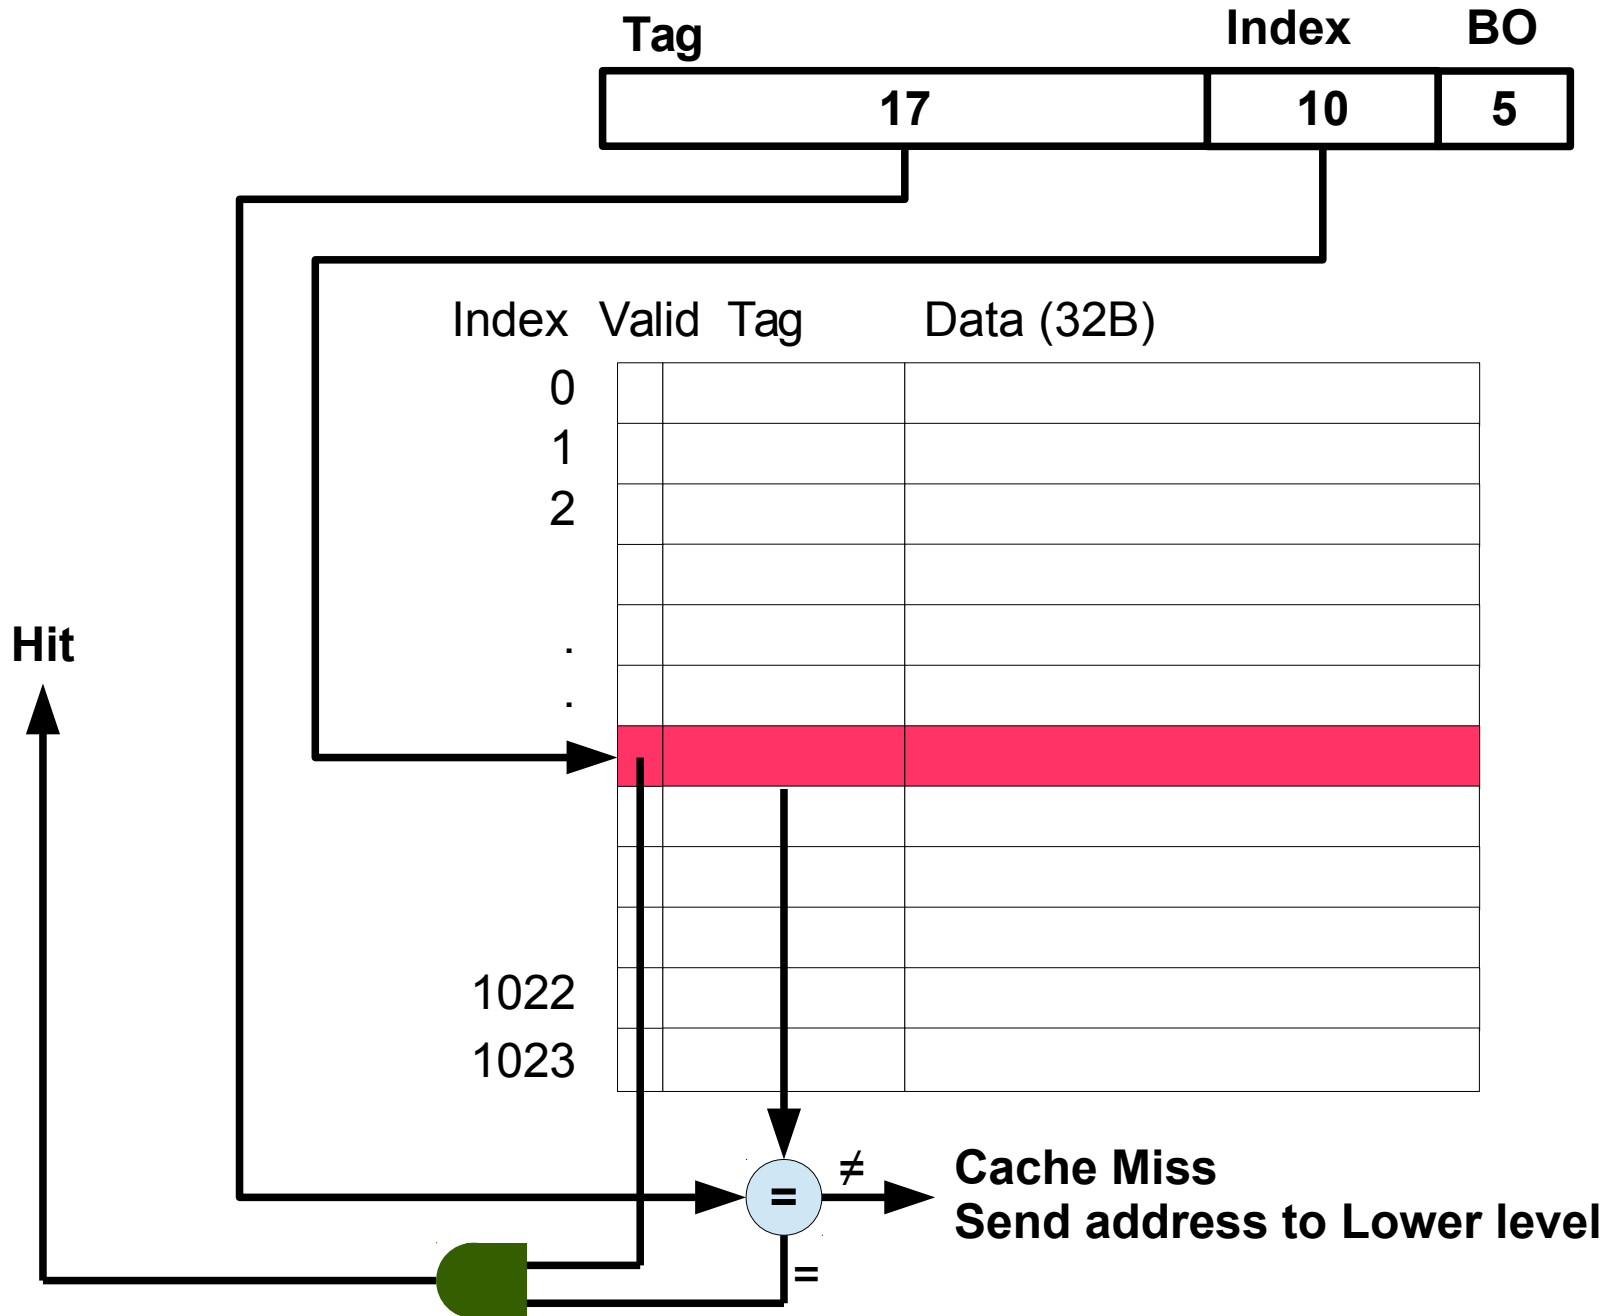 Tag Index BO
17 10 5
Index Valid Tag Data (32B)
0
1
2
Hit
.
.
1022
1023
≠
Cache Miss
=
Send address to Lower level
=